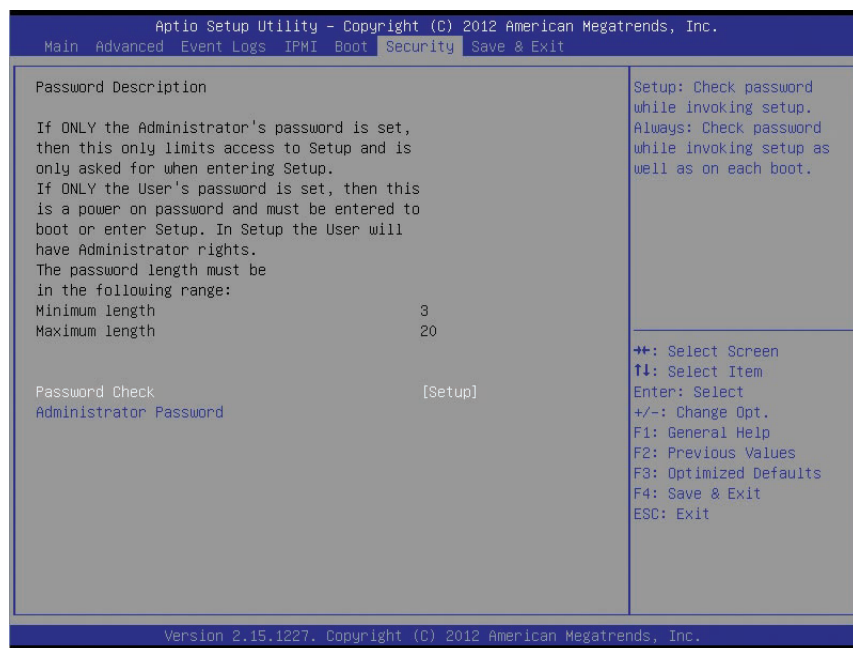 Aptio Setup Utility - Copyright (C) 2012 American Megatrends, Inc.
Main Advanced Event Logs IPMI Boot Security Save & Exit
Password Description
If ONLY the Administrator's password is set,
then this only limits access to Setup and is
only asked for when entering Setup.
If ONLY the User's password is set, then this
is a power on password and must be entered to
boot or enter Setup. In Setup the User will
have Administrator rights.
The password length must be
in the following range:
Minimum length 3
Maximum length 20
Password Check [Setup]
Administrator Password
Setup: Check password
while invoking setup.
Always: Check password
while invoking setup as
well as on each boot.
→←: Select Screen
↑↓: Select Item
Enter: Select
+/-: Change Opt.
F1: General Help
F2: Previous Values
F3: Optimized Defaults
F4: Save & Exit
ESC: Exit
Version 2.15.1227. Copyright (C) 2012 American Megatrends, Inc.